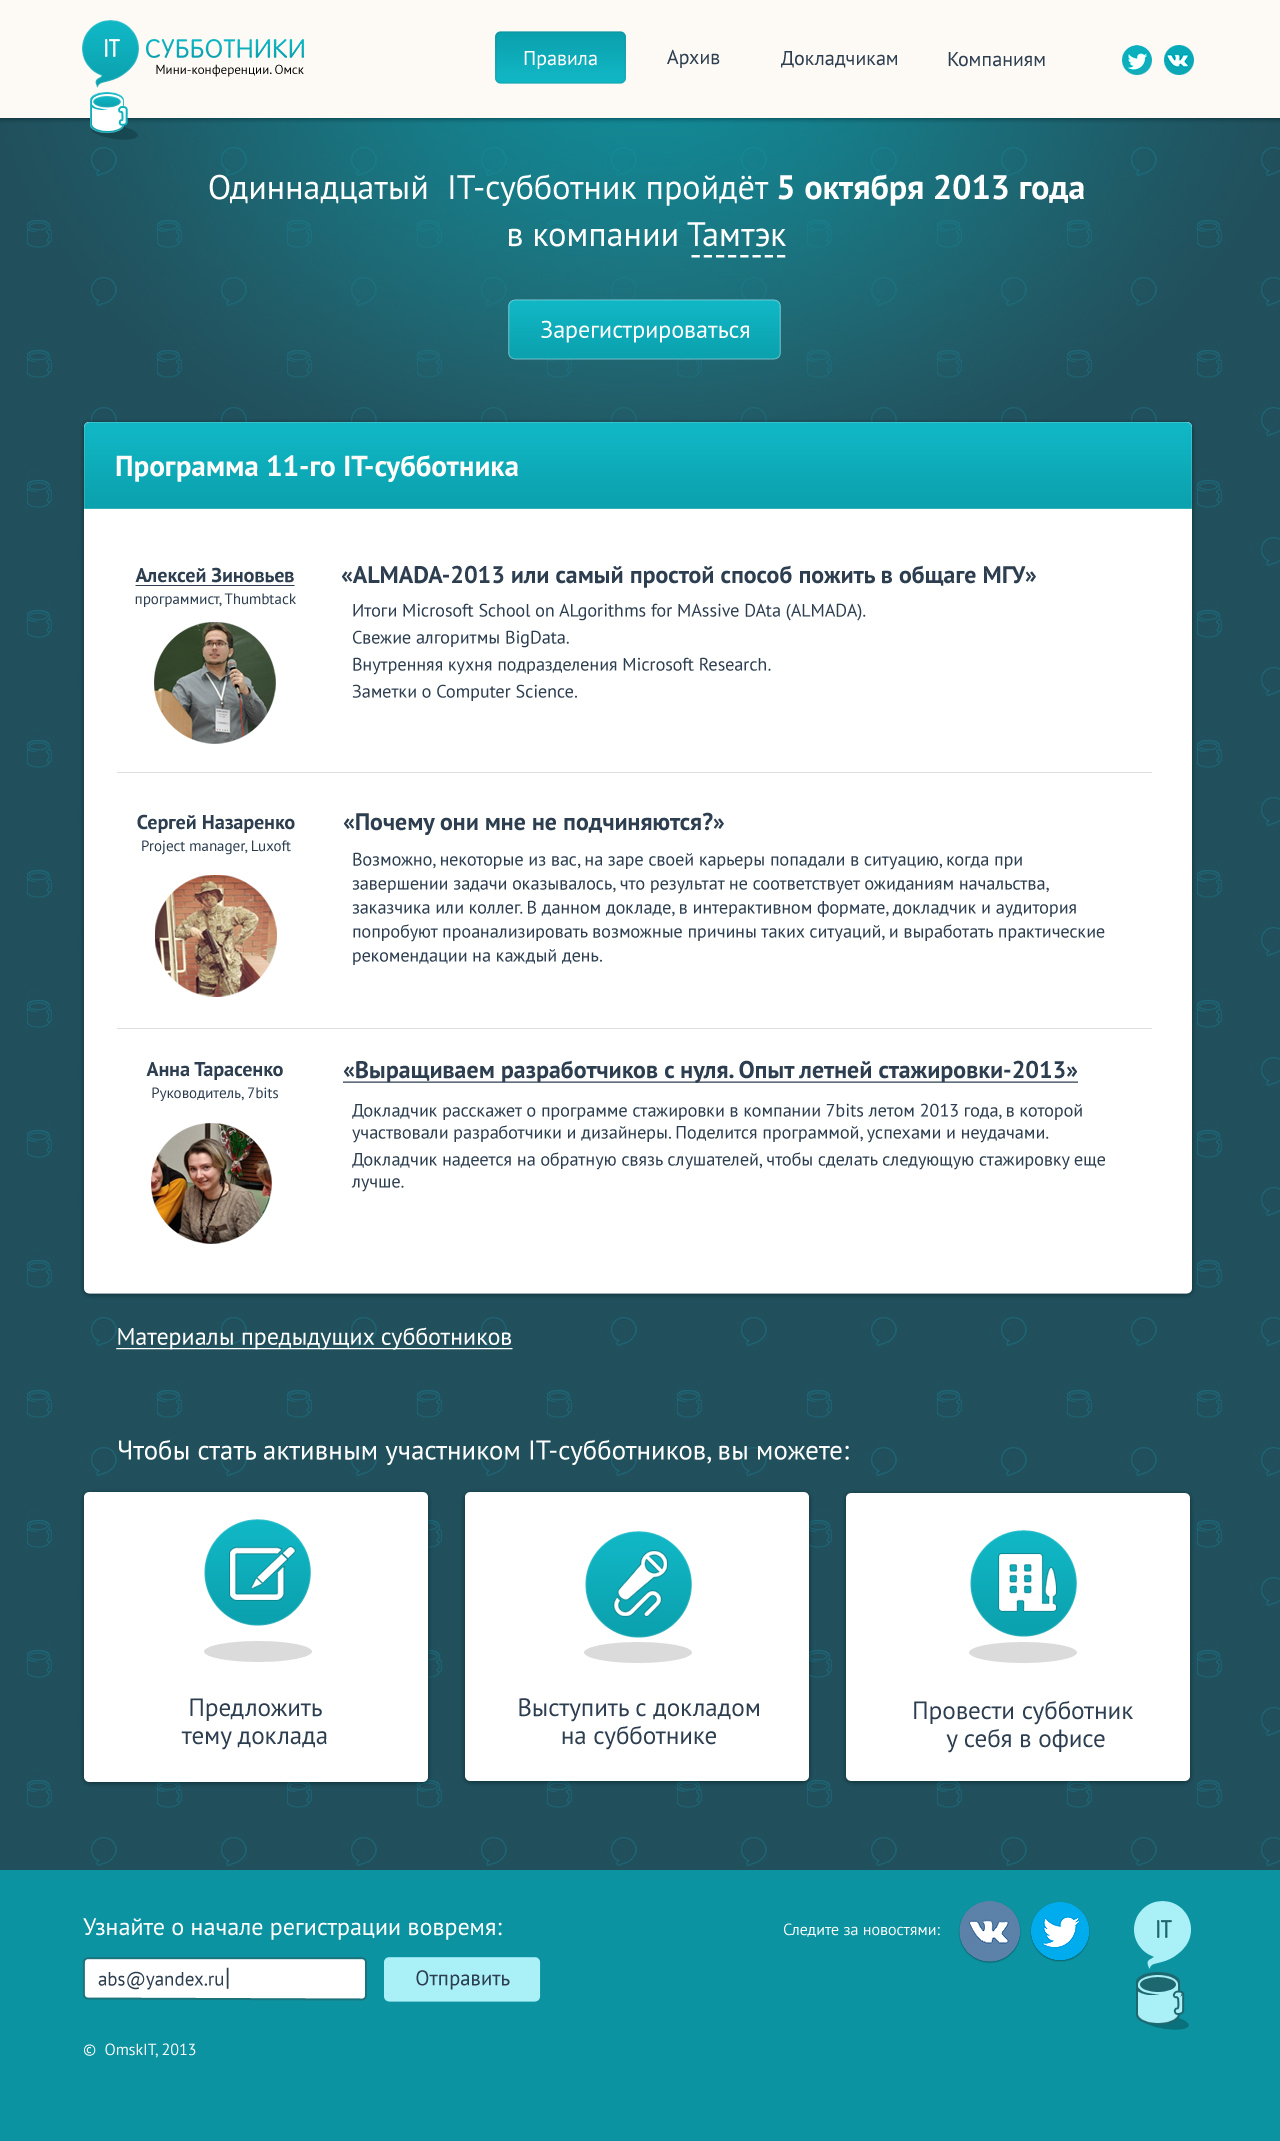 IT СУББОТНИКИ
Мини-конференции. Омск
Правила
Архив
Докладчикам
Компаниям
Одиннадцатый IT-субботник пройдёт 5 октября 2013 года
в компании Тамтэк
Зарегистрироваться
Программа 11-го IT-субботника
Алексей Зиновьев
программист, Thumbtack
«ALMADA-2013 или самый простой способ пожить в общаге МГУ»
Итоги Microsoft School on ALgorithms for MAssive DAta (ALMADA).
Свежие алгоритмы BigData.
Внутренняя кухня подразделения Microsoft Research.
Заметки о Computer Science.
Сергей Назаренко
Project manager, Luxoft
«Почему они мне не подчиняются?»
Возможно, некоторые из вас, на заре своей карьеры попадали в ситуацию, когда при
завершении задачи оказывалось, что результат не соответствует ожиданиям начальства,
заказчика или коллег. В данном докладе, в интерактивном формате, докладчик и аудитория
попробуют проанализировать возможные причины таких ситуаций, и выработать практические
рекомендации на каждый день.
Анна Тарасенко
Руководитель, 7bits
«Выращиваем разработчиков с нуля. Опыт летней стажировки-2013»
Докладчик расскажет о программе стажировки в компании 7bits летом 2013 года, в которой
участвовали разработчики и дизайнеры. Поделится программой, успехами и неудачами.
Докладчик надеется на обратную связь слушателей, чтобы сделать следующую стажировку еще
лучше.
Материалы предыдущих субботников
Чтобы стать активным участником IT-субботников, вы можете:
Предложить
тему доклада
Выступить с докладом
на субботнике
Провести субботник
у себя в офисе
Узнайте о начале регистрации вовремя:
abs@yandex.ru
Отправить
Следите за новостями:
IT
© OmskIT, 2013